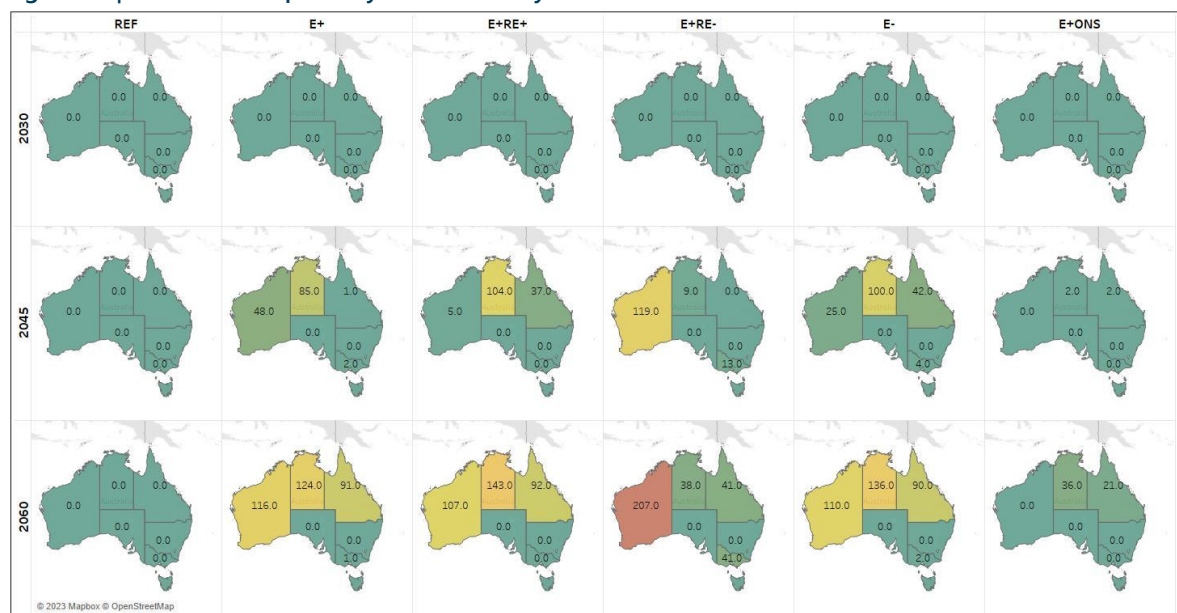 REF E+ E+RE+ E+RE- E- E+ONS
2030
0.0 0.0 0.0 0.0 0.0 0.0 0.0 0.0 0.0 0.0 0.0 0.0
0.0 0.0 0.0 0.0 0.0
0.0 0.0 0.0 0.0 0.0 0.0
0.0 0.0 0.0 0.0 0.0 0.0
0.0 0.0 0.0 0.0 0.0 0.0
2045
0.0 0.0 85.0 1.0 104.0 37.0 9.0 0.0 100.0 42.0 2.0 2.0
0.0 48.0 5.0 119.0 25.0 0.0
0.0 0.0 0.0 0.0 0.0 0.0
0.0 0.0 0.0 0.0 0.0 0.0
0.0 2.0 0.0 13.0 4.0 0.0
2060
0.0 0.0 124.0 91.0 143.0 92.0 38.0 41.0 136.0 90.0 36.0 21.0
0.0 116.0 107.0 207.0 110.0
0.0 0.0 0.0 0.0 0.0 0.0
0.0 0.0 0.0 0.0 0.0 0.0
0.0 1.0 0.0 41.0 2.0 0.0
© 2023 Mapbox © OpenStreetMap